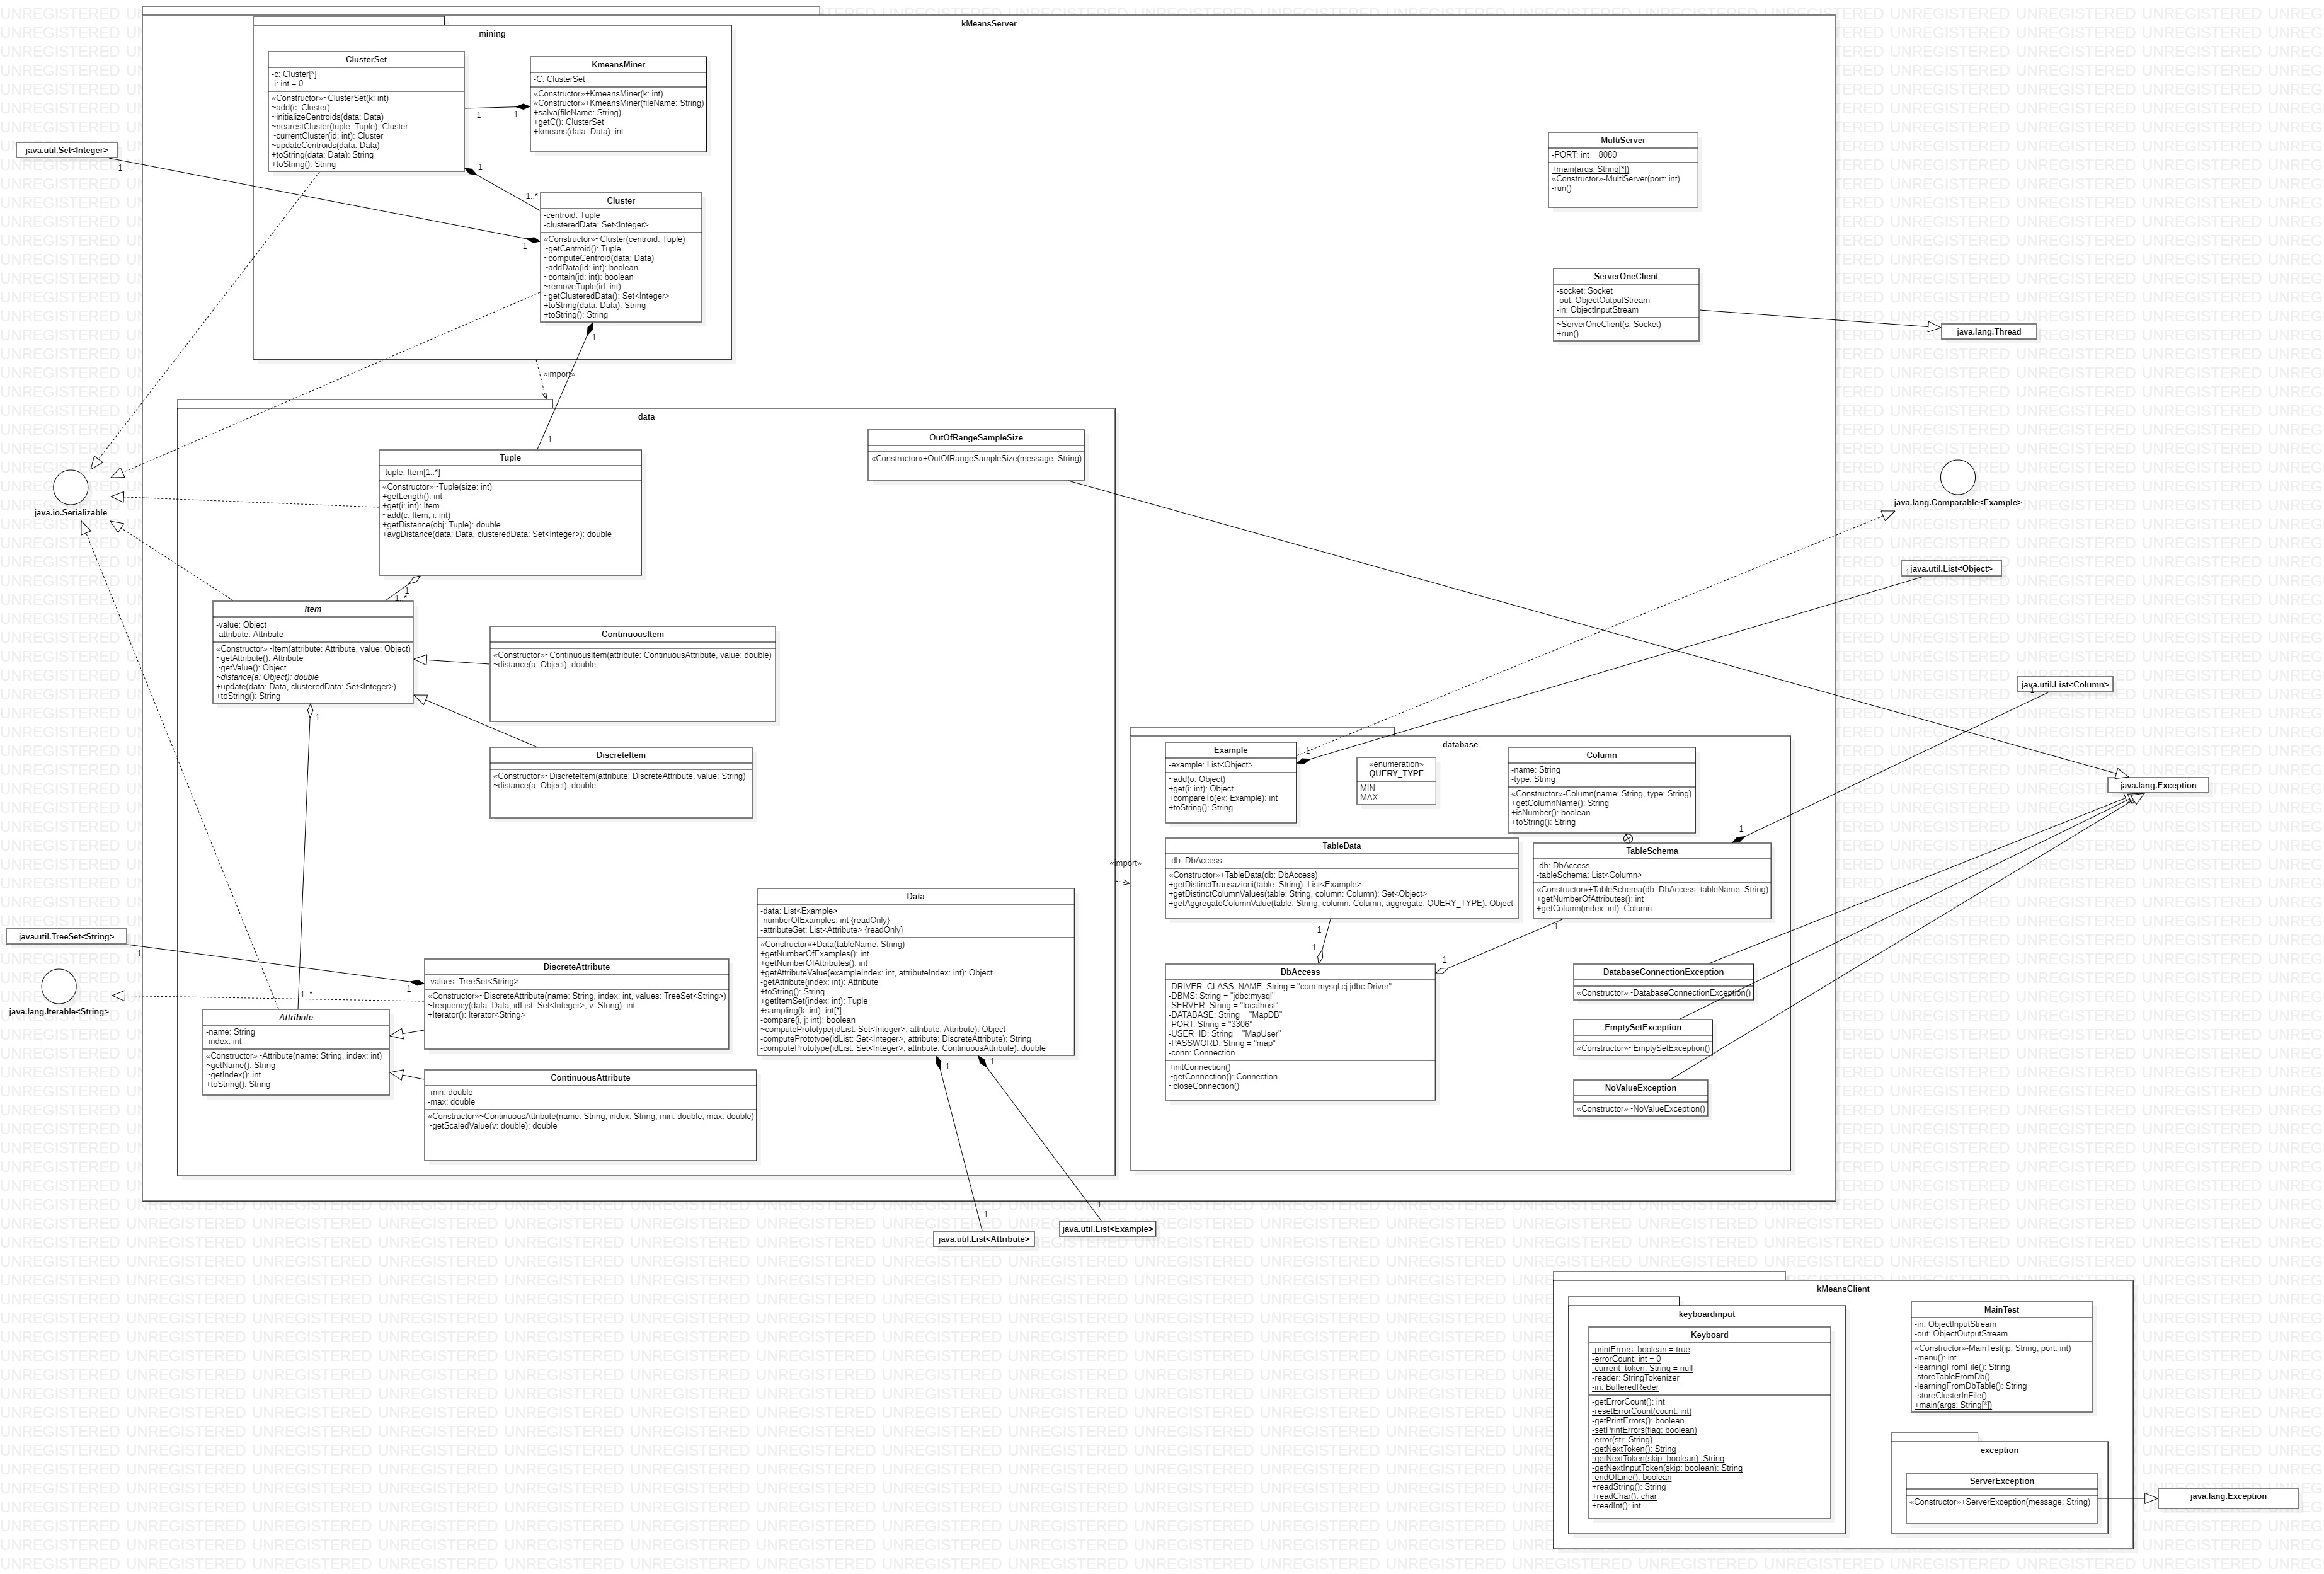 kMeansServer
mining
ClusterSet
-c: Cluster[*]
-i: int = 0
«Constructor»~ClusterSet(k: int)
~add(c: Cluster)
~initializeCentroids(data: Data)
~nearestCluster(tuple: Tuple): Cluster
~currentCluster(id: int): Cluster
~updateCentroids(data: Data)
+toString(data: Data): String
+toString(): String
KmeansMiner
-C: ClusterSet
«Constructor»+KmeansMiner(k: int)
«Constructor»+KmeansMiner(fileName: String)
+salva(fileName: String)
+getC(): ClusterSet
+kmeans(data: Data): int
1
1
1
1..*
java.util.Set<Integer>
1
1
Cluster
-centroid: Tuple
-clusteredData: Set<Integer>
«Constructor»~Cluster(centroid: Tuple)
~getCentroid(): Tuple
~computeCentroid(data: Data)
~addData(id: int): boolean
~contain(id: int): boolean
~removeTuple(id: int)
~getClusteredData(): Set<Integer>
+toString(data: Data): String
+toString(): String
1
«import»
1
MultiServer
-PORT: int = 8080
+main(args: String[*])
«Constructor»-MultiServer(port: int)
-run()
ServerOneClient
-socket: Socket
-out: ObjectOutputStream
-in: ObjectInputStream
~ServerOneClient(s: Socket)
+run()
java.lang.Thread
data
Tuple
-tuple: Item[1..*]
«Constructor»~Tuple(size: int)
+getLength(): int
+get(i: int): Item
~add(c: Item, i: int)
+getDistance(obj: Tuple): double
+avgDistance(data: Data, clusteredData: Set<Integer>): double
OutOfRangeSampleSize
«Constructor»+OutOfRangeSampleSize(message: String)
java.io.Serializable
java.lang.Comparable<Example>
java.util.List<Object>
1
1
1..*
Item
-value: Object
-attribute: Attribute
«Constructor»~Item(attribute: Attribute, value: Object)
~getAttribute(): Attribute
~getValue(): Object
~distance(a: Object): double
+update(data: Data, clusteredData: Set<Integer>)
+toString(): String
1
ContinuousItem
«Constructor»~ContinuousItem(attribute: ContinuousAttribute, value: double)
~distance(a: Object): double
DiscreteItem
«Constructor»~DiscreteItem(attribute: DiscreteAttribute, value: String)
~distance(a: Object): double
java.util.List<Column>
1
java.lang.Exception
database
Example
-example: List<Object>
~add(o: Object)
+get(i: int): Object
+compareTo(ex: Example): int
+toString(): String
1
«enumeration»
QUERY_TYPE
MIN
MAX
Column
-name: String
-type: String
«Constructor»-Column(name: String, type: String)
+getColumnName(): String
+isNumber(): boolean
+toString(): String
1
TableData
-db: DbAccess
«Constructor»+TableData(db: DbAccess)
+getDistinctTransazioni(table: String): List<Example>
+getDistinctColumnValues(table: String, column: Column): Set<Object>
+getAggregateColumnValue(table: String, column: Column, aggregate: QUERY_TYPE): Object
TableSchema
-db: DbAccess
-tableSchema: List<Column>
«Constructor»+TableSchema(db: DbAccess, tableName: String)
+getNumberOfAttributes(): int
+getColumn(index: int): Column
«import»
1
1
1
1
DbAccess
-DRIVER_CLASS_NAME: String = "com.mysql.cj.jdbc.Driver"
-DBMS: String = "jdbc:mysql"
-SERVER: String = "localhost"
-DATABASE: String = "MapDB"
-PORT: String = "3306"
-USER_ID: String = "MapUser"
-PASSWORD: String = "map"
-conn: Connection
+initConnection()
~getConnection(): Connection
~closeConnection()
DatabaseConnectionException
«Constructor»~DatabaseConnectionException()
EmptySetException
«Constructor»~EmptySetException()
NoValueException
«Constructor»~NoValueException()
Data
-data: List<Example>
-numberOfExamples: int {readOnly}
-attributeSet: List<Attribute> {readOnly}
«Constructor»+Data(tableName: String)
+getNumberOfExamples(): int
+getNumberOfAttributes(): int
+getAttributeValue(exampleIndex: int, attributeIndex: int): Object
~getAttribute(index: int): Attribute
+toString(): String
+getItemSet(index: int): Tuple
+sampling(k: int): int[*]
-compare(i, j: int): boolean
~computePrototype(idList: Set<Integer>, attribute: Attribute): Object
-computePrototype(idList: Set<Integer>, attribute: DiscreteAttribute): String
-computePrototype(idList: Set<Integer>, attribute: ContinuousAttribute): double
1
1
java.util.TreeSet<String>
1
java.lang.Iterable<String>
DiscreteAttribute
-values: TreeSet<String>
«Constructor»~DiscreteAttribute(name: String, index: int, values: TreeSet<String>)
~frequency(data: Data, idList: Set<Integer>, v: String): int
+Iterator(): Iterator<String>
1
1..*
Attribute
-name: String
-index: int
«Constructor»~Attribute(name: String, index: int)
~getName(): String
~getIndex(): int
+toString(): String
ContinuousAttribute
-min: double
-max: double
«Constructor»~ContinuousAttribute(name: String, index: String, min: double, max: double)
~getScaledValue(v: double): double
1
1
java.util.List<Attribute>
java.util.List<Example>
kMeansClient
keyboardinput
Keyboard
-printErrors: boolean = true
-errorCount: int = 0
-current_token: String = null
-reader: StringTokenizer
-in: BufferedReder
-getErrorCount(): int
-resetErrorCount(count: int)
-getPrintErrors(): boolean
-setPrintErrors(flag: boolean)
-error(str: String)
-getNextToken(): String
-getNextToken(skip: boolean): String
-getNextInputToken(skip: boolean): String
-endOfLine(): boolean
+readString(): String
+readChar(): char
+readInt(): int
MainTest
-in: ObjectInputStream
-out: ObjectOutputStream
«Constructor»-MainTest(ip: String, port: int)
-menu(): int
-learningFromFile(): String
-storeTableFromDb()
-learningFromDbTable(): String
-storeClusterInFile()
+main(args: String[*])
exception
ServerException
«Constructor»+ServerException(message: String)
java.lang.Exception